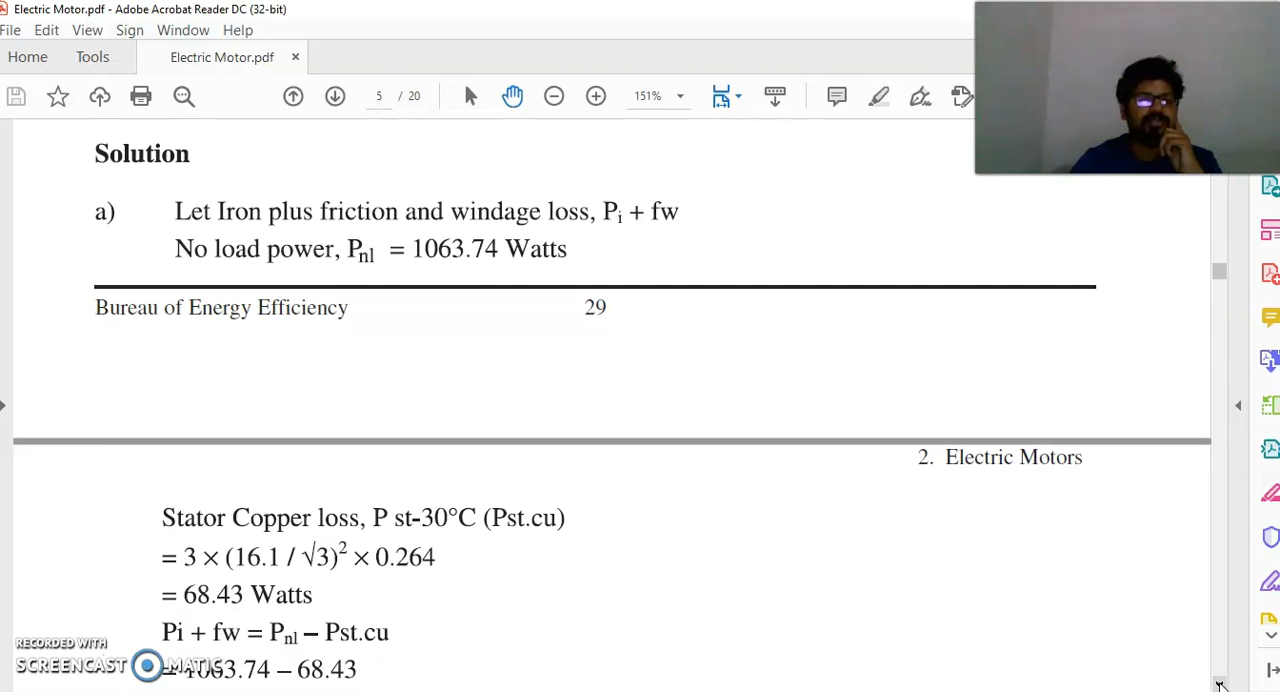 Electric Motor.pdf - Adobe Acrobat Reader DC (32-bit)
File Edit View Sign Window Help
Home Tools Electric Motor.pdf ×
5 / 20 151%
Solution
a) Let Iron plus friction and windage loss, Pi + fw
No load power, Pnl = 1063.74 Watts
Bureau of Energy Efficiency 29
2. Electric Motors
Stator Copper loss, P st-30°C (Pst.cu)
= 3 × (16.1 / √3)2 × 0.264
= 68.43 Watts
Pi + fw = Pnl – Pst.cu
= 1063.74 – 68.43
RECORDED WITH
SCREENCAST MATIC